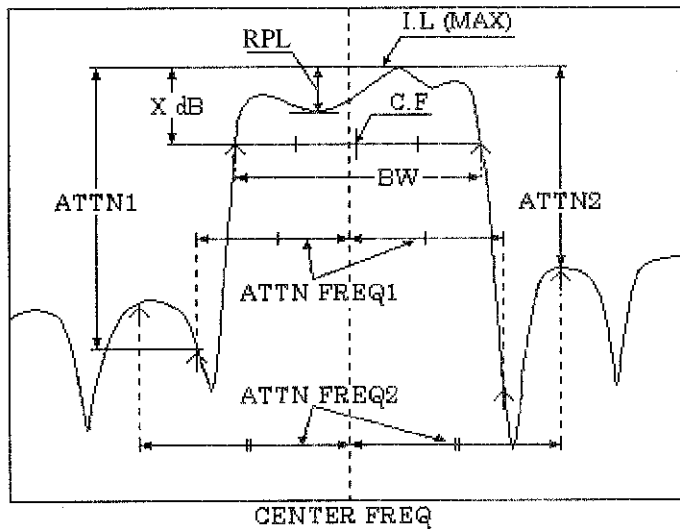 I.L (MAX)
RPL
X dB
C.F
BW
ATTN1
ATTN2
ATTN FREQ1
ATTN FREQ2
CENTER FREQ